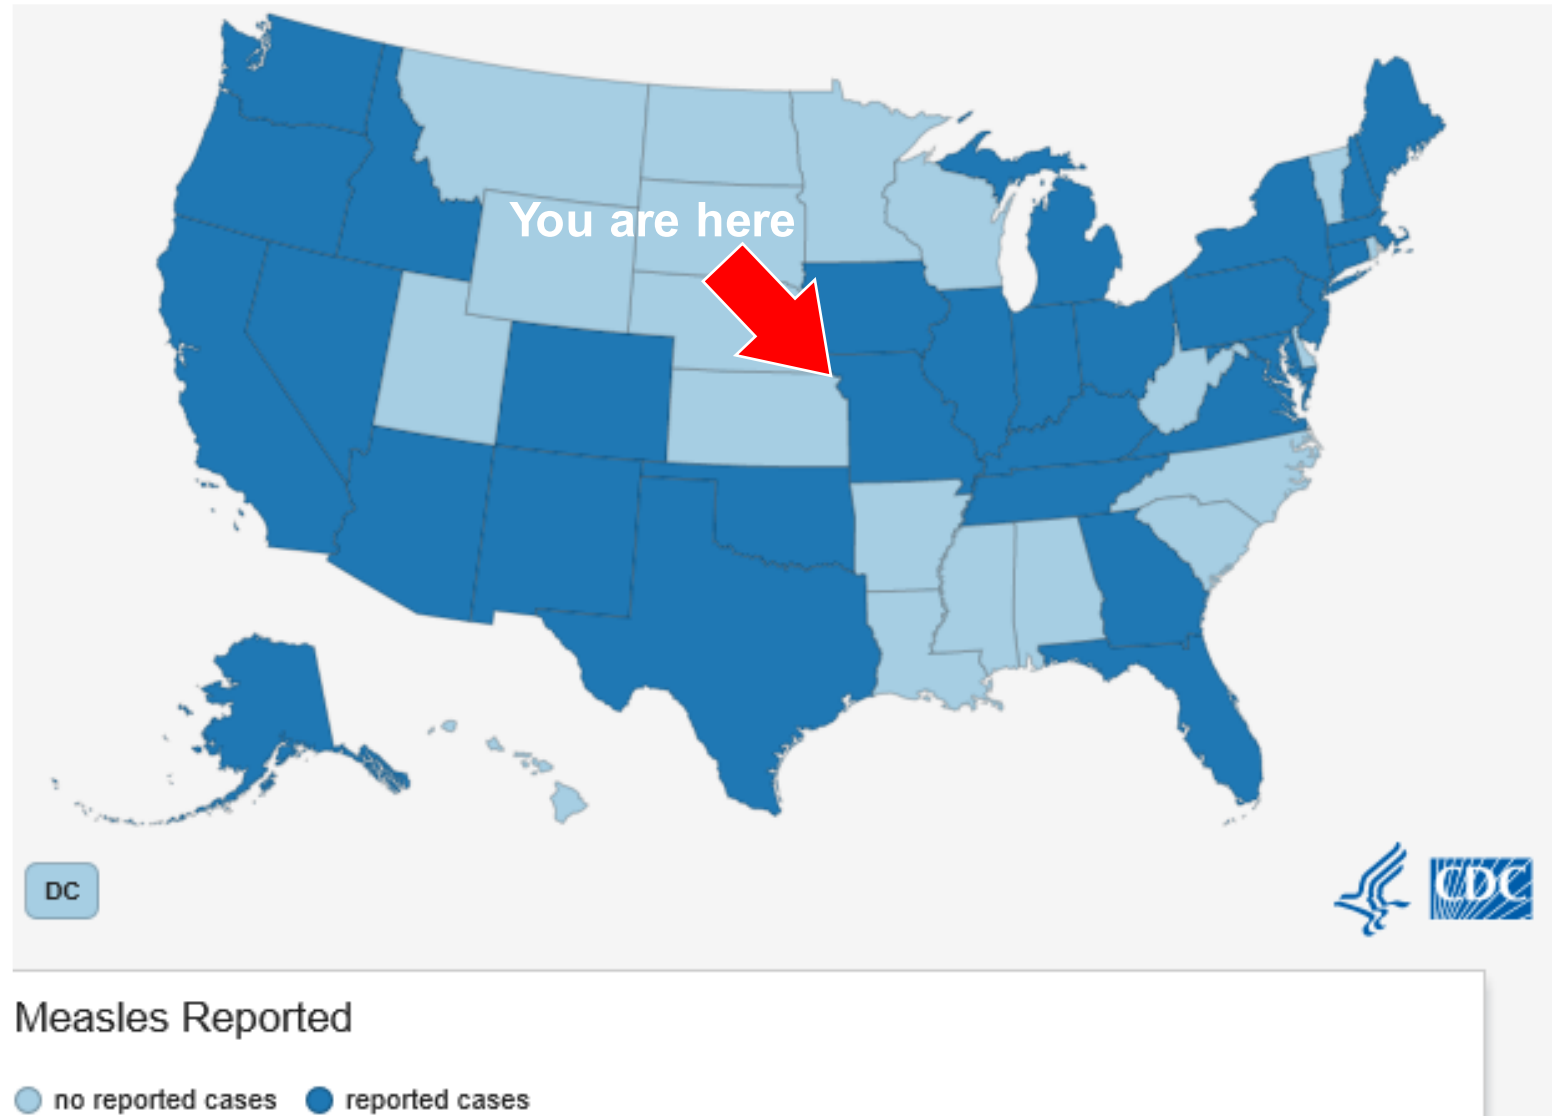 You are here
DC
CDC
Measles Reported
no reported cases
reported cases